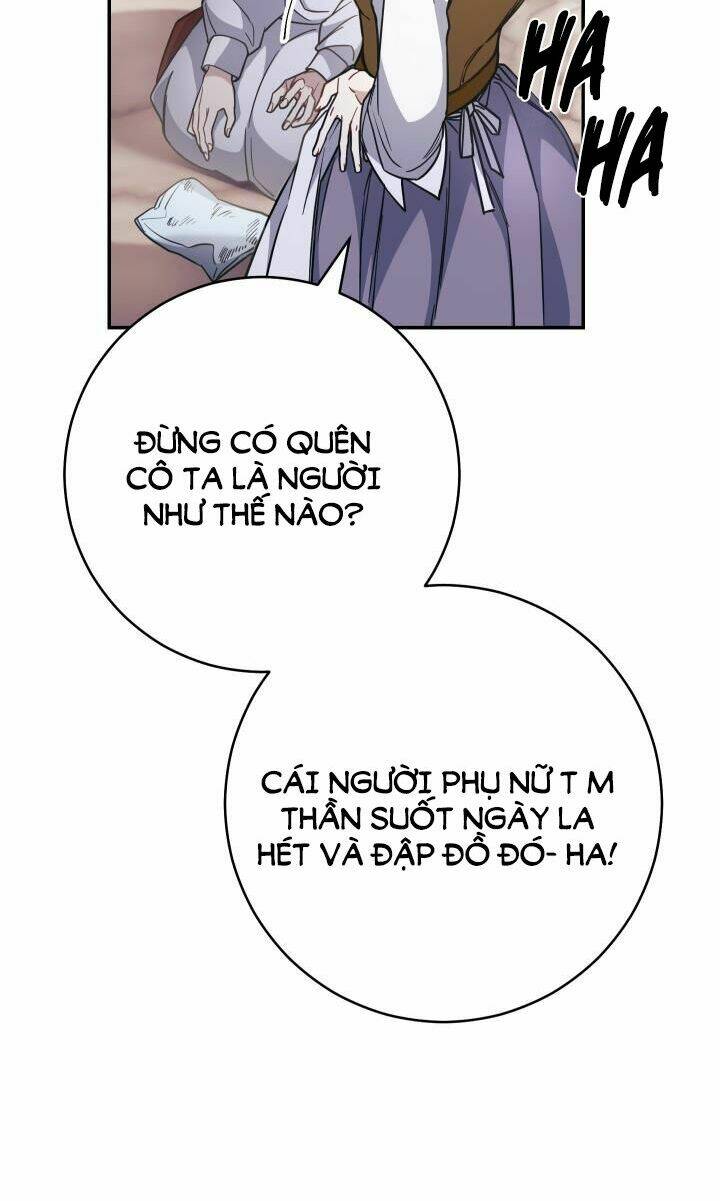 HA
HA
ĐỪNG CÓ QUÊN
CÔ TA LÀ NGƯỜI
NHƯ THẾ NÀO?
CÁI NGƯỜI PHỤ NỮ T M
THẦN SUỐT NGÀY LA
HÉT VÀ ĐẬP ĐỒ ĐÓ- HA!